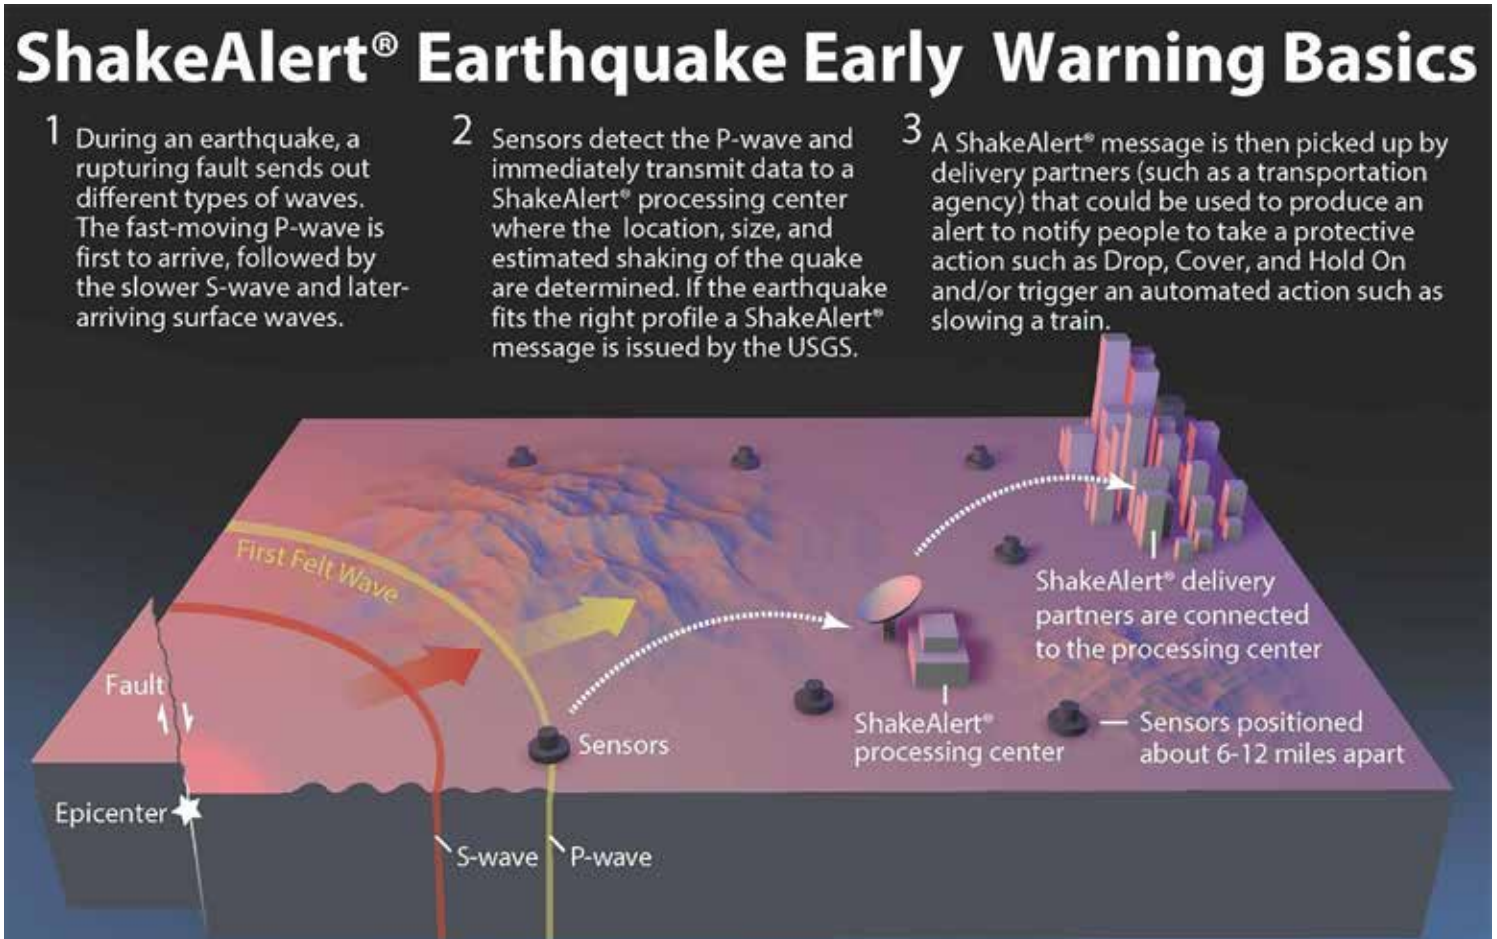 ShakeAlert® Earthquake Early Warning Basics
1 During an earthquake, a
rupturing fault sends out
different types of waves.
The fast-moving P-wave is
first to arrive, followed by
the slower S-wave and later-
arriving surface waves.
2 Sensors detect the P-wave and
immediately transmit data to a
ShakeAlert® processing center
where the location, size, and
estimated shaking of the quake
are determined. If the earthquake
fits the right profile a ShakeAlert®
message is issued by the USGS.
3 A ShakeAlert® message is then picked up by
delivery partners (such as a transportation
agency) that could be used to produce an
alert to notify people to take a protective
action such as Drop, Cover, and Hold On
and/or trigger an automated action such as
slowing a train.
First Felt Wave
Fault
Epicenter
S-wave
P-wave
Sensors
ShakeAlert®
processing center
ShakeAlert® delivery
partners are connected
to the processing center
Sensors positioned
about 6-12 miles apart